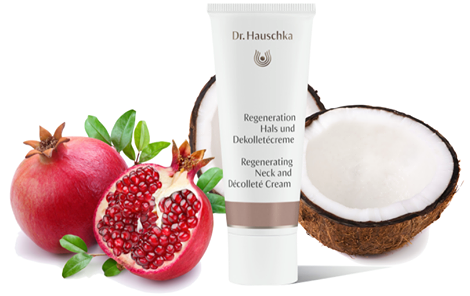 Dr. Hauschka
Regeneration
Hals und
Dekolletécreme
Regenerating
Neck and
Décolleté Cream